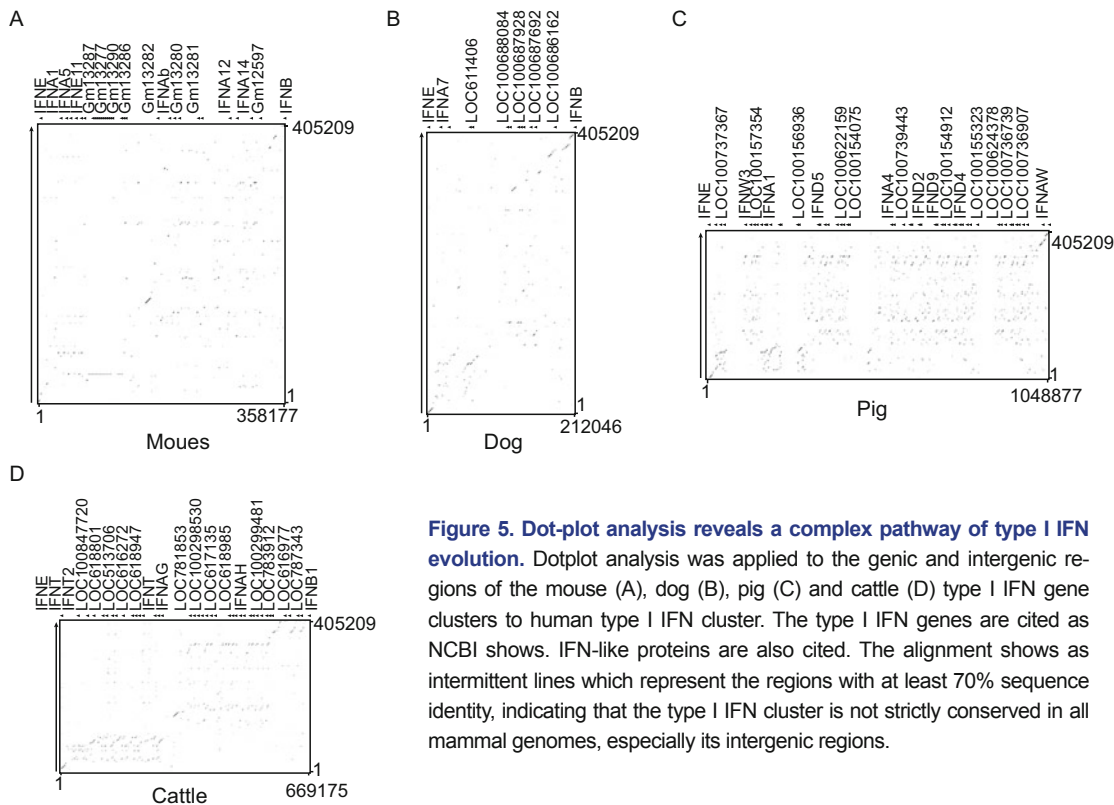 A
IFNE
IFNA1
IFNA5
IFNE11
Gm13287
Gm13277
Gm13290
Gm13286
Gm13282
IFNAb
Gm13280
Gm13281
IFNA12
IFNA14
Gm12597
IFNB
405209
1
1
358177
Moues
B
IFNE
IFNA7
LOC611406
LOC100688084
LOC100687928
LOC100687692
LOC100686162
IFNB
405209
1
1
212046
Dog
C
IFNE
LOC100737367
IFNW3
LOC100157354
IFNA1
LOC100156936
IFND5
LOC100622159
LOC100154075
IFNA4
LOC100739443
IFND2
IFND9
LOC100154912
IFND4
LOC100155323
LOC100624378
LOC100736739
LOC100736907
IFNAW
405209
1
1
1048877
Pig
D
IFNE
IFNT
IFNT2
LOC100847720
LOC618801
LOC513706
LOC616272
LOC618947
IFNT
IFNAG
LOC781853
LOC100298530
LOC617135
LOC618985
IFNAH
LOC100299481
LOC783912
LOC616977
LOC787343
IFNB1
405209
1
1
669175
Cattle
Figure 5. Dot-plot analysis reveals a complex pathway of type I IFN
evolution. Dotplot analysis was applied to the genic and intergenic re-
gions of the mouse (A), dog (B), pig (C) and cattle (D) type I IFN gene
clusters to human type I IFN cluster. The type I IFN genes are cited as
NCBI shows. IFN-like proteins are also cited. The alignment shows as
intermittent lines which represent the regions with at least 70% sequence
identity, indicating that the type I IFN cluster is not strictly conserved in all
mammal genomes, especially its intergenic regions.